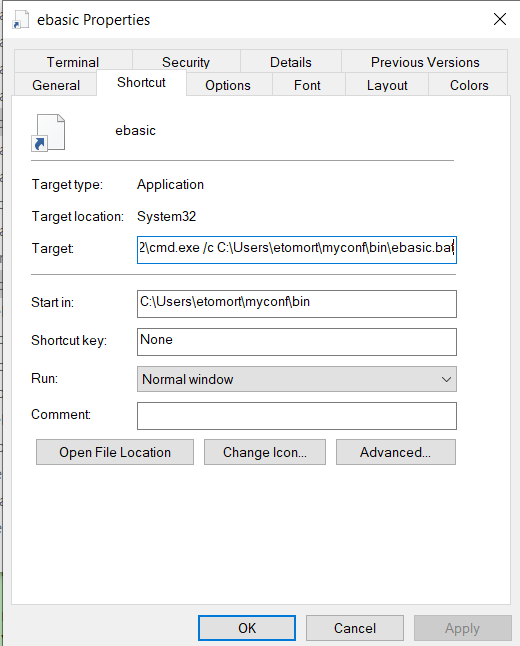 ebasic Properties
Terminal Security Details Previous Versions
General Shortcut Options Font Layout Colors
ebasic
Target type: Application
Target location: System32
Target: 2\cmd.exe /c C:\Users\etomort\myconf\bin\ebasic.bat
Start in: C:\Users\etomort\myconf\bin
Shortcut key: None
Run: Normal window
Comment:
Open File Location Change Icon... Advanced...
OK Cancel Apply